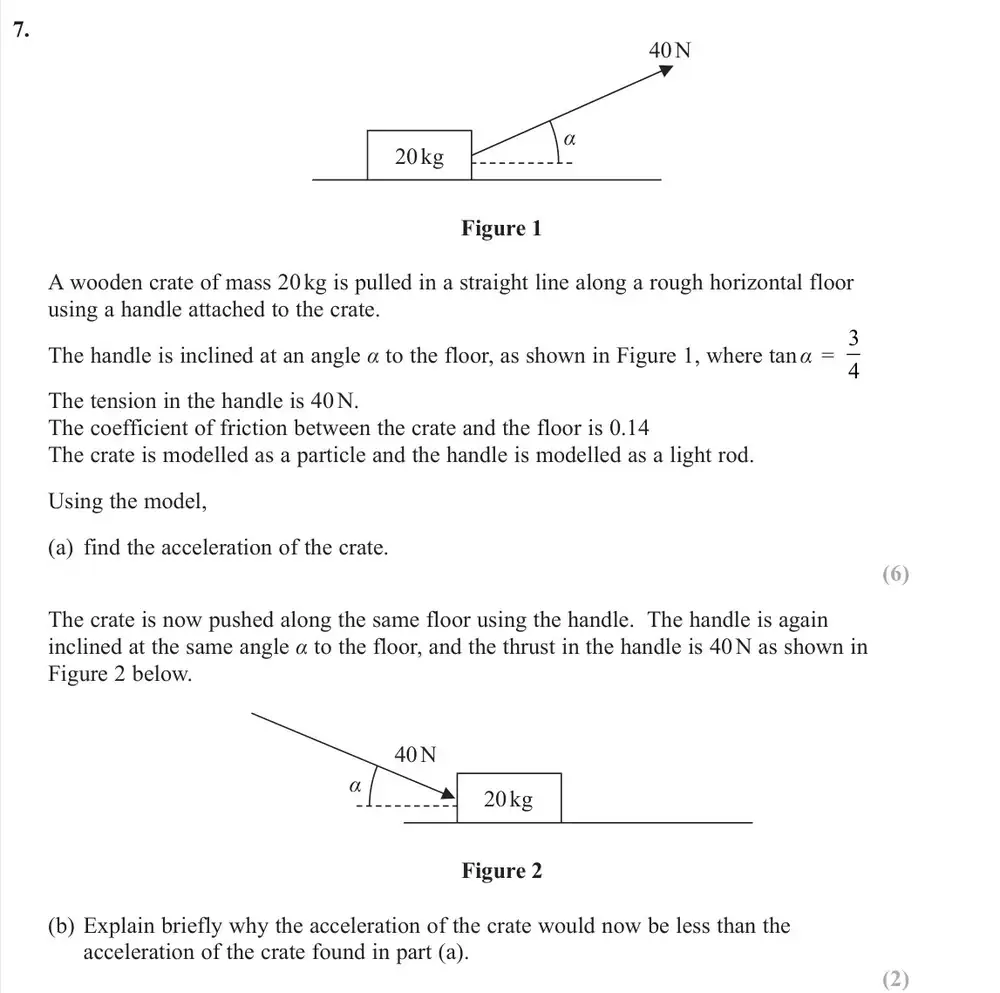 7.
40 N
α
20 kg
Figure 1
A wooden crate of mass 20 kg is pulled in a straight line along a rough horizontal floor
using a handle attached to the crate.
The handle is inclined at an angle α to the floor, as shown in Figure 1, where tan α = 3/4
The tension in the handle is 40 N.
The coefficient of friction between the crate and the floor is 0.14
The crate is modelled as a particle and the handle is modelled as a light rod.
Using the model,
(a) find the acceleration of the crate.
(6)
The crate is now pushed along the same floor using the handle. The handle is again
inclined at the same angle α to the floor, and the thrust in the handle is 40 N as shown in
Figure 2 below.
40 N
α
20 kg
Figure 2
(b) Explain briefly why the acceleration of the crate would now be less than the
acceleration of the crate found in part (a).
(2)